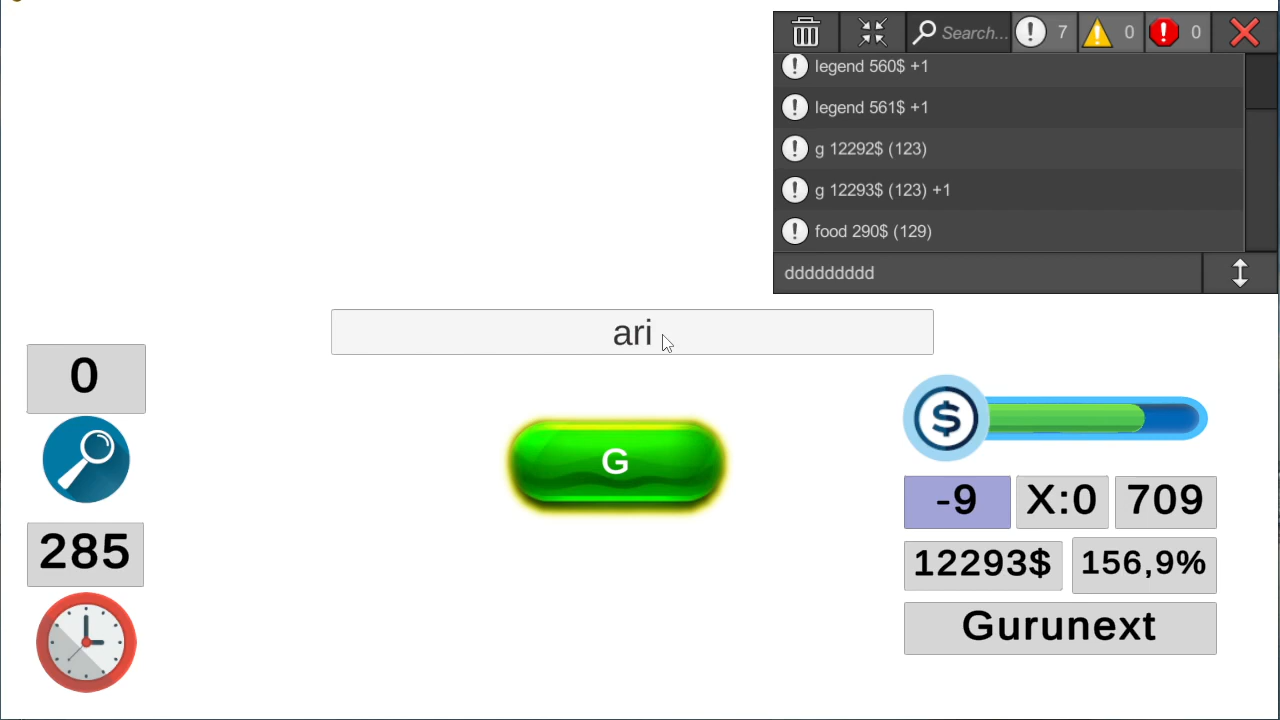 Search...
7
0
0
legend 560$ +1
legend 561$ +1
g 12292$ (123)
g 12293$ (123) +1
food 290$ (129)
ddddddddd
ari
0
G
$
-9
X:0
709
285
12293$
156,9%
Gurunext